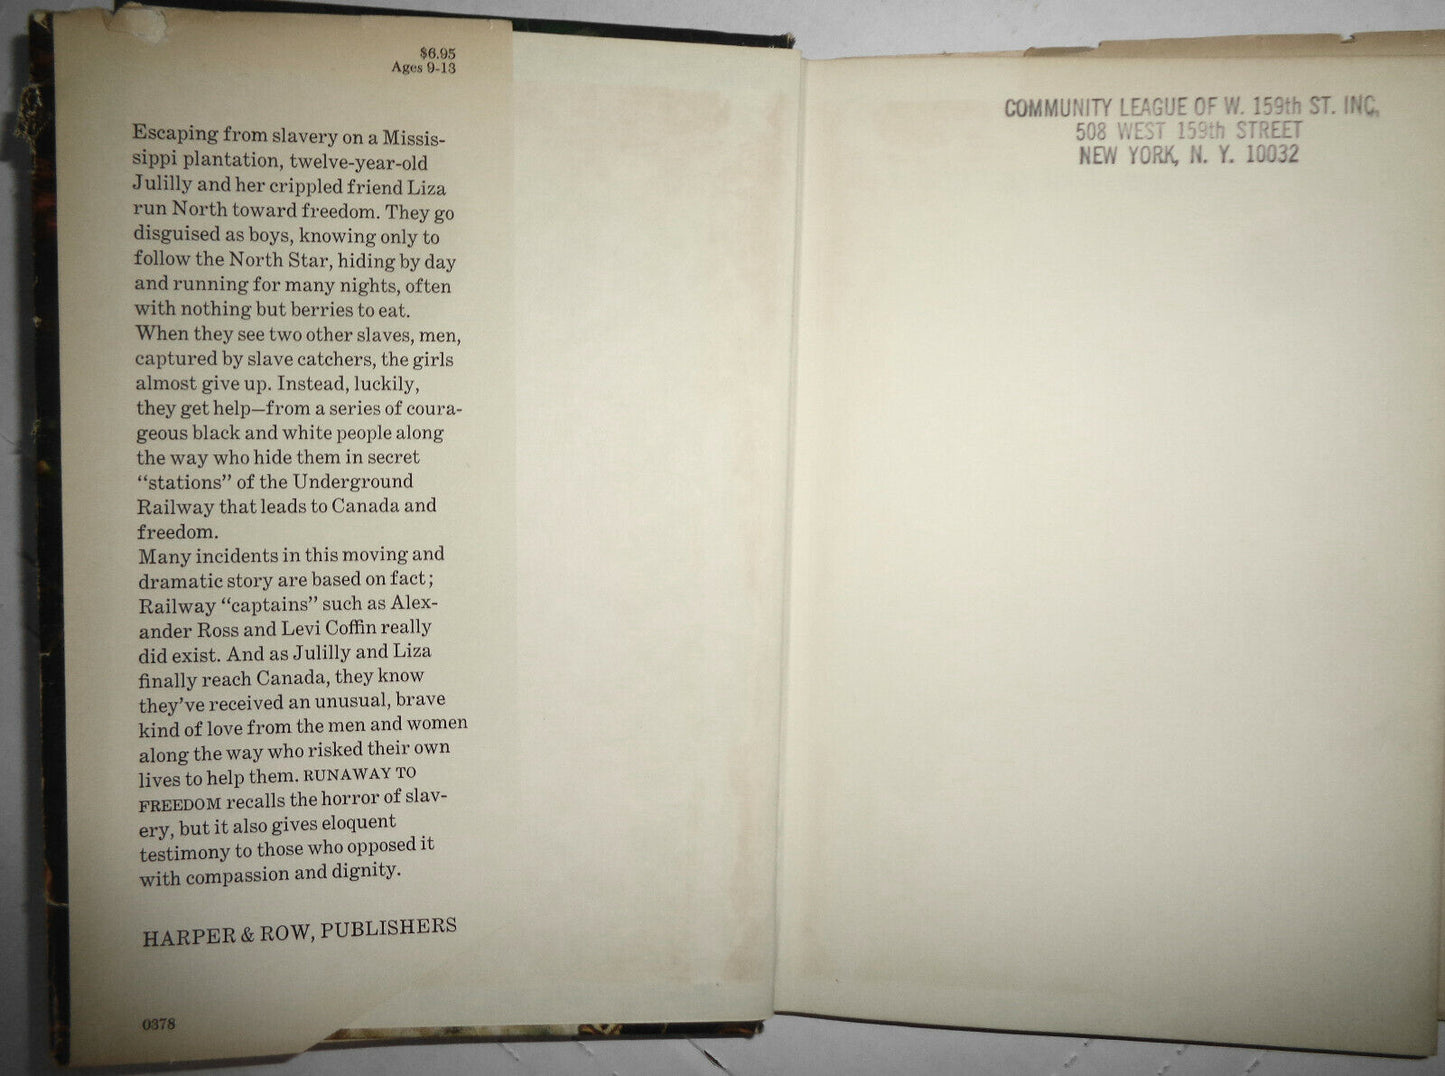 $6.95
Ages 9-13
Escaping from slavery on a Missis-
sippi plantation, twelve-year-old
Julilly and her crippled friend Liza
run North toward freedom. They go
disguised as boys, knowing only to
follow the North Star, hiding by day
and running for many nights, often
with nothing but berries to eat.
When they see two other slaves, men,
captured by slave catchers, the girls
almost give up. Instead, luckily,
they get help—from a series of coura-
geous black and white people along
the way who hide them in secret
“stations” of the Underground
Railway that leads to Canada and
freedom.
Many incidents in this moving and
dramatic story are based on fact;
Railway “captains” such as Alex-
ander Ross and Levi Coffin really
did exist. And as Julilly and Liza
finally reach Canada, they know
they’ve received an unusual, brave
kind of love from the men and women
along the way who risked their own
lives to help them. RUNAWAY TO
FREEDOM recalls the horror of slav-
ery, but it also gives eloquent
testimony to those who opposed it
with compassion and dignity.
HARPER & ROW, PUBLISHERS
0378
COMMUNITY LEAGUE OF W. 159th ST. INC.
508 WEST 159th STREET
NEW YORK, N. Y. 10032